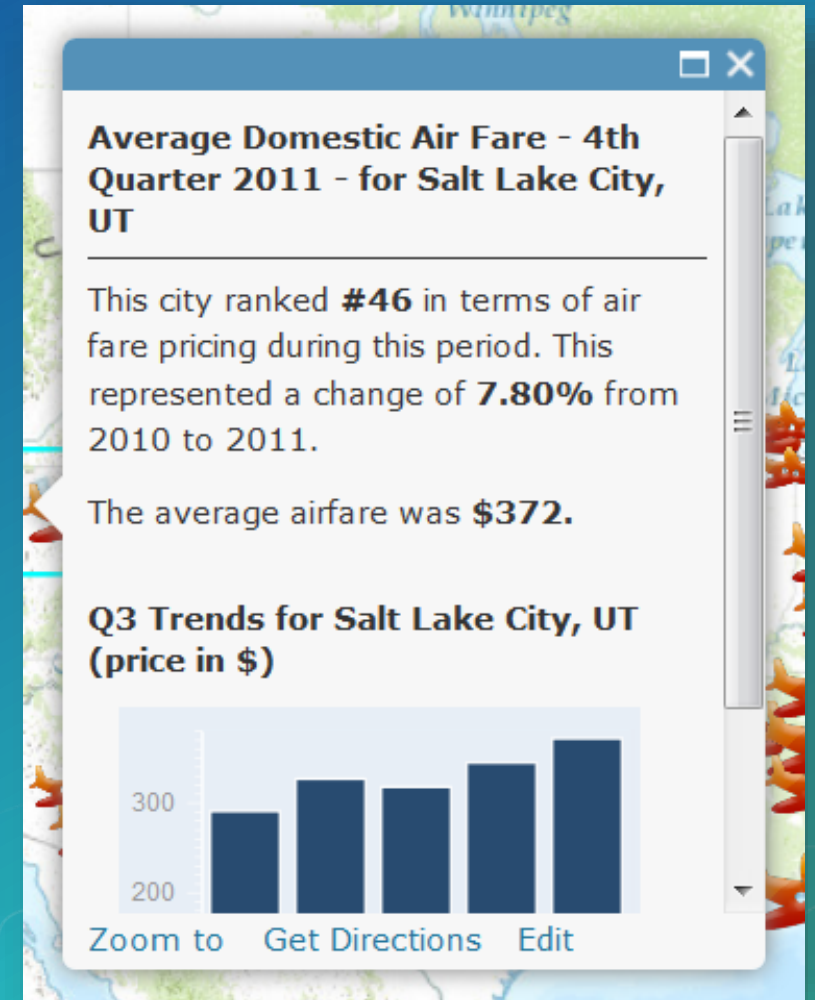 Winnipeg
Average Domestic Air Fare - 4th
Quarter 2011 - for Salt Lake City,
UT
This city ranked #46 in terms of air
fare pricing during this period. This
represented a change of 7.80% from
2010 to 2011.
The average airfare was $372.
Q3 Trends for Salt Lake City, UT
(price in $)
300
200
Zoom to Get Directions Edit